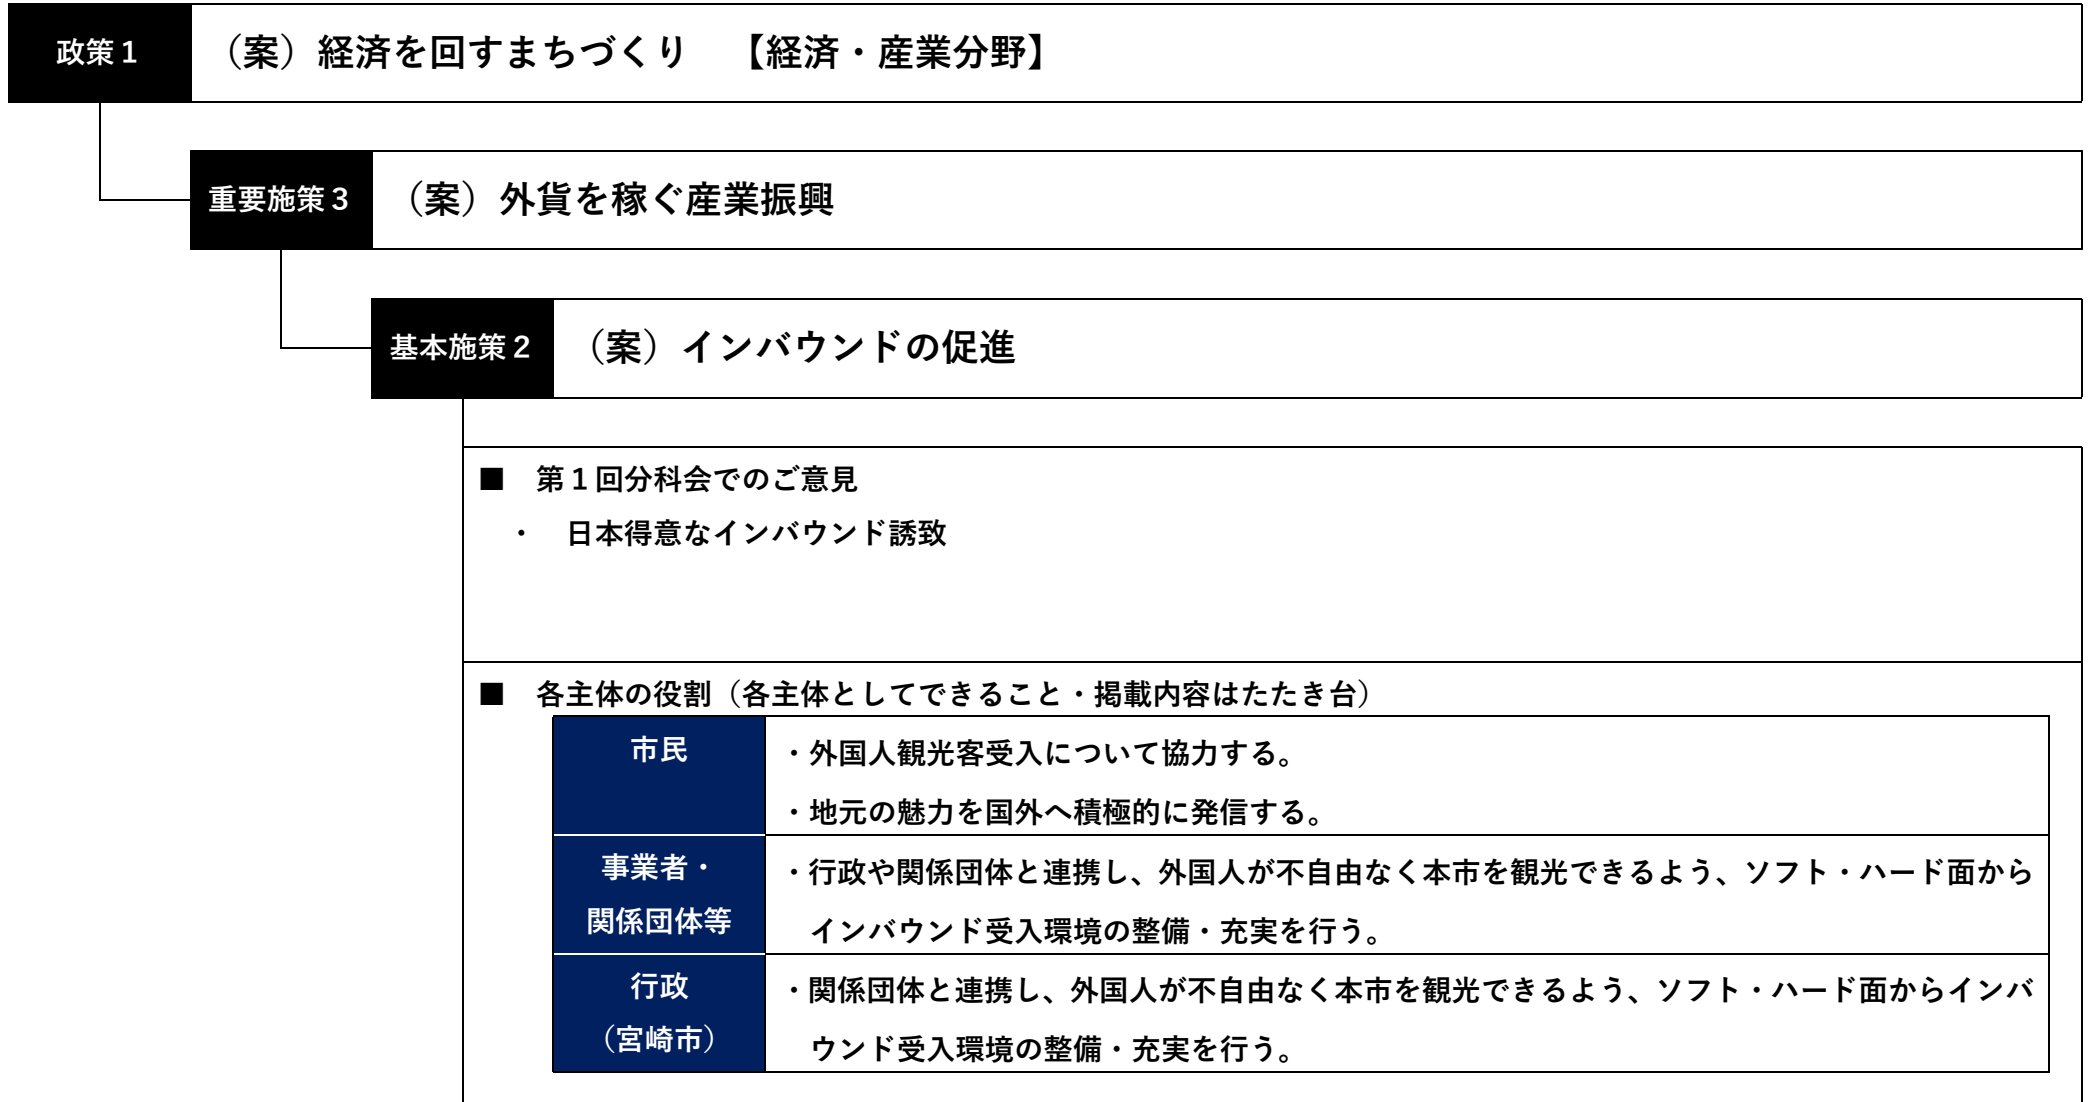 政策１
（案）経済を回すまちづくり　【経済・産業分野】
重要施策３
（案）外貨を稼ぐ産業振興
基本施策２
（案）インバウンドの促進
■　第１回分科会でのご意見
・　日本得意なインバウンド誘致
■　各主体の役割（各主体としてできること・掲載内容はたたき台）
市民
・外国人観光客受入について協力する。
・地元の魅力を国外へ積極的に発信する。
事業者・
関係団体等
・行政や関係団体と連携し、外国人が不自由なく本市を観光できるよう、ソフト・ハード面から
インバウンド受入環境の整備・充実を行う。
行政
（宮崎市）
・関係団体と連携し、外国人が不自由なく本市を観光できるよう、ソフト・ハード面からインバ
ウンド受入環境の整備・充実を行う。